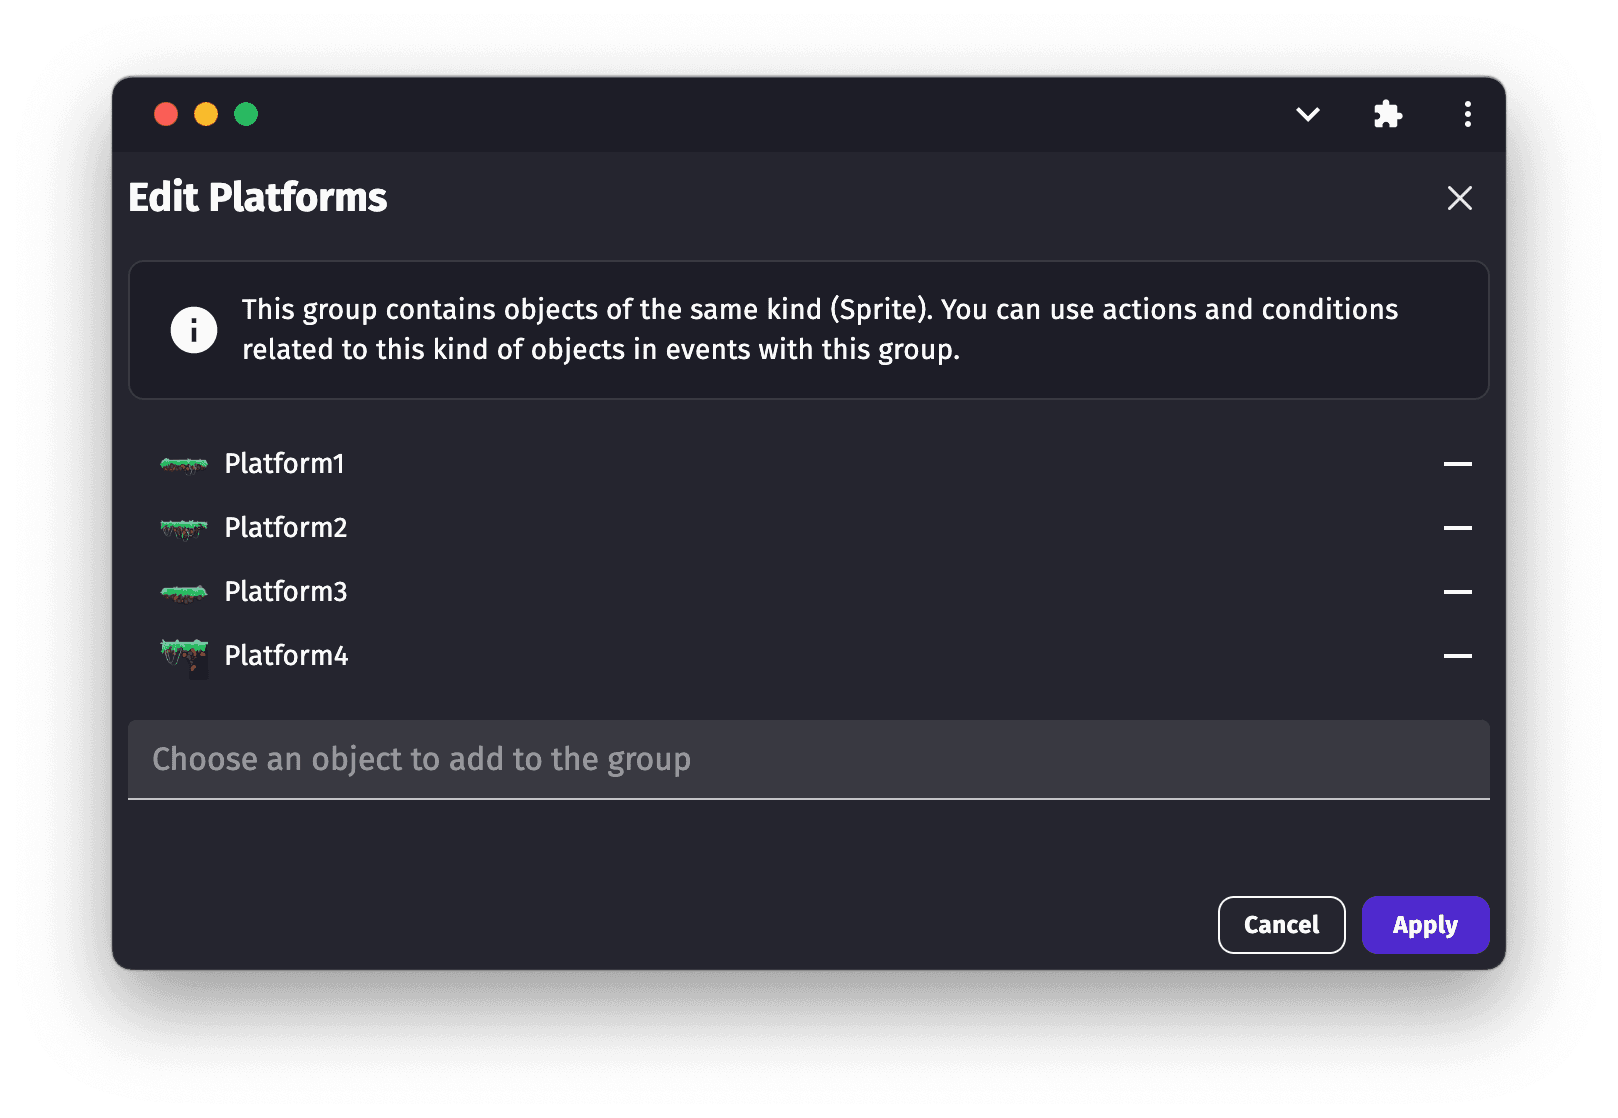 Edit Platforms
This group contains objects of the same kind (Sprite). You can use actions and conditions
related to this kind of objects in events with this group.
Platform1
Platform2
Platform3
Platform4
Choose an object to add to the group
Cancel
Apply